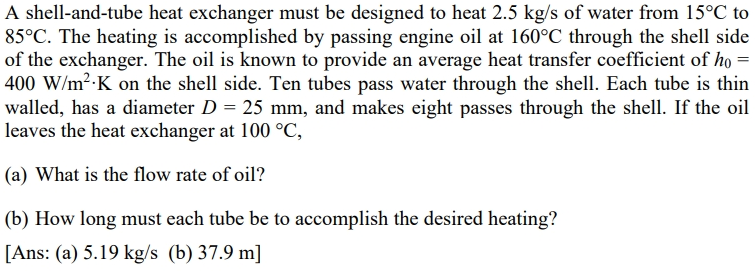 A shell-and-tube heat exchanger must be designed to heat 2.5 kg/s of water from 15°C to
85°C. The heating is accomplished by passing engine oil at 160°C through the shell side
of the exchanger. The oil is known to provide an average heat transfer coefficient of h₀ =
400 W/m²·K on the shell side. Ten tubes pass water through the shell. Each tube is thin
walled, has a diameter D = 25 mm, and makes eight passes through the shell. If the oil
leaves the heat exchanger at 100 °C,
(a) What is the flow rate of oil?
(b) How long must each tube be to accomplish the desired heating?
[Ans: (a) 5.19 kg/s (b) 37.9 m]